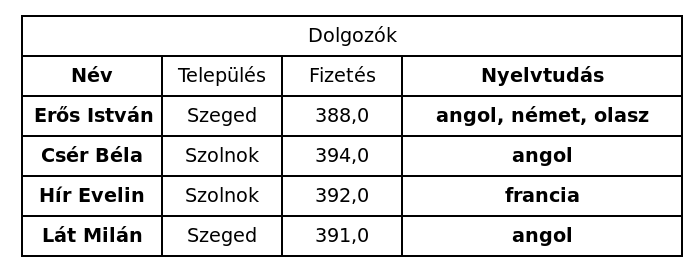 Dolgozók
Név Település Fizetés Nyelvtudás
Erős István Szeged 388,0 angol, német, olasz
Csér Béla Szolnok 394,0 angol
Hír Evelin Szolnok 392,0 francia
Lát Milán Szeged 391,0 angol